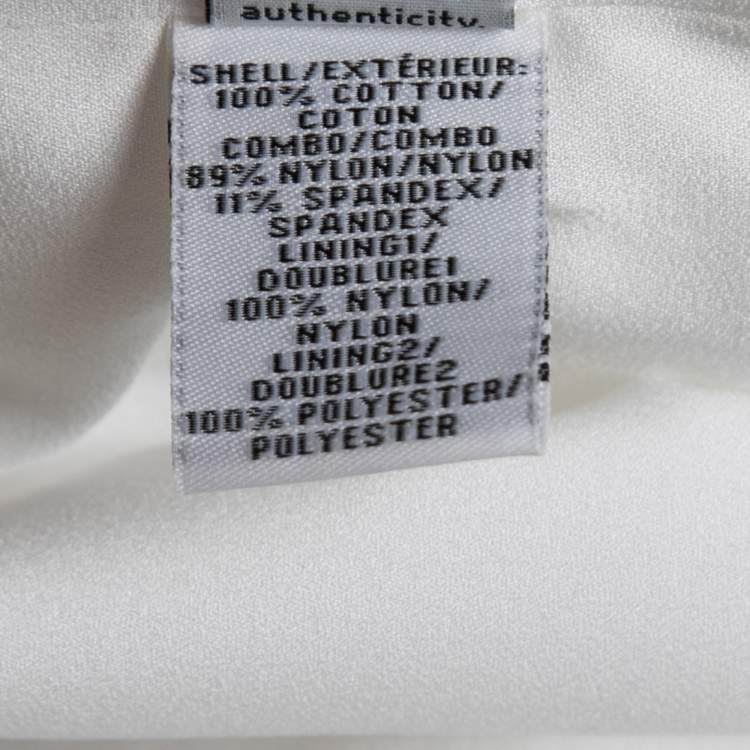 authenticity.
SHELL/EXTÉRIEUR:
100% COTTON/
COTON
COMBO/COMBO
89% NYLON/NYLON
11% SPANDEX/
SPANDEX
LINING1/
DOUBLURE1
100% NYLON/
NYLON
LINING2/
DOUBLURE2
100% POLYESTER/
POLYESTER